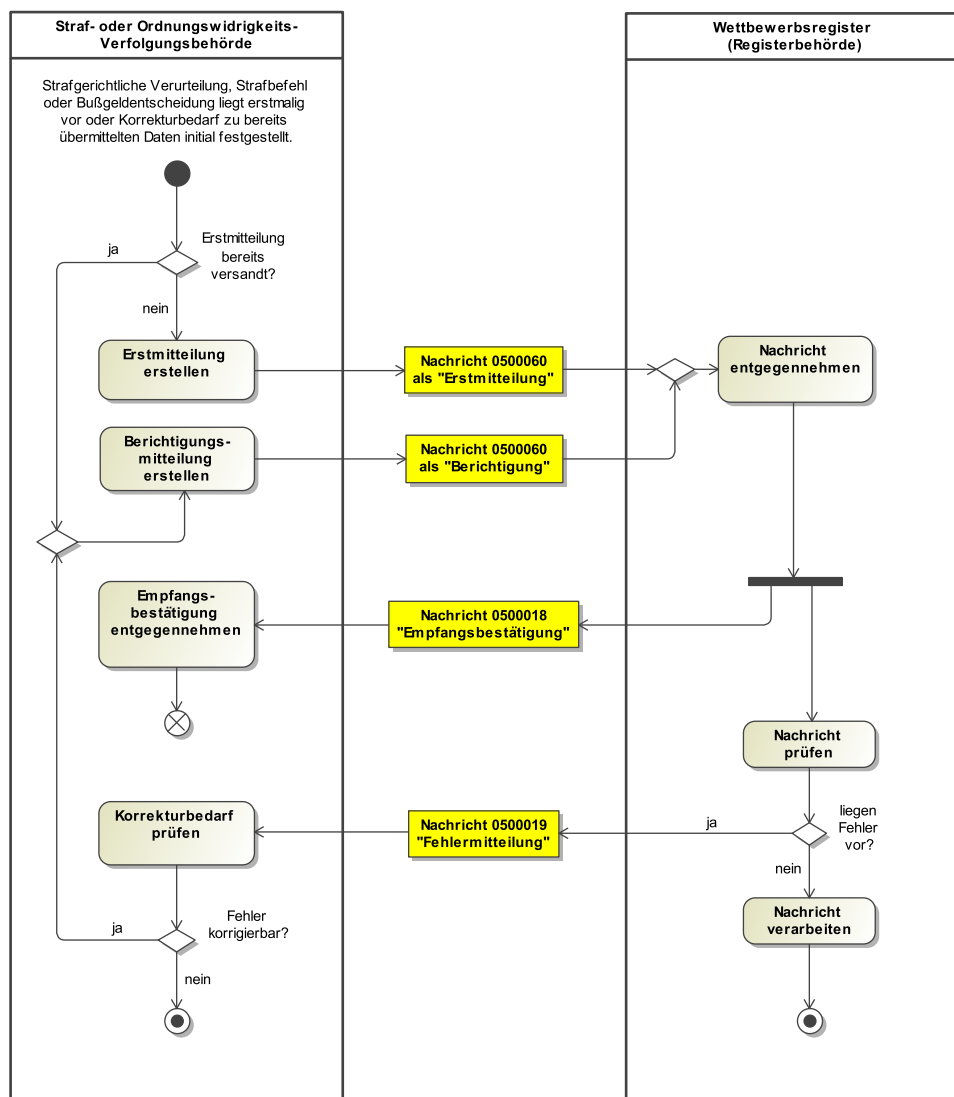 Straf- oder Ordnungswidrigkeits-
Verfolgungsbehörde
Wettbewerbsregister
(Registerbehörde)
Strafgerichtliche Verurteilung, Strafbefehl
oder Bußgeldentscheidung liegt erstmalig
vor oder Korrekturbedarf zu bereits
übermittelten Daten initial festgestellt.
ja
Erstmitteilung
bereits
versandt?
nein
Erstmitteilung
erstellen
Nachricht 0500060
als "Erstmitteilung"
Nachricht
entgegennehmen
Berichtigungs-
mitteilung
erstellen
Nachricht 0500060
als "Berichtigung"
Empfangs-
bestätigung
entgegennehmen
Nachricht 0500018
"Empfangsbestätigung"
Nachricht
prüfen
Korrekturbedarf
prüfen
Nachricht 0500019
"Fehlermitteilung"
ja
liegen
Fehler
vor?
nein
Nachricht
verarbeiten
ja
Fehler
korrigierbar?
nein